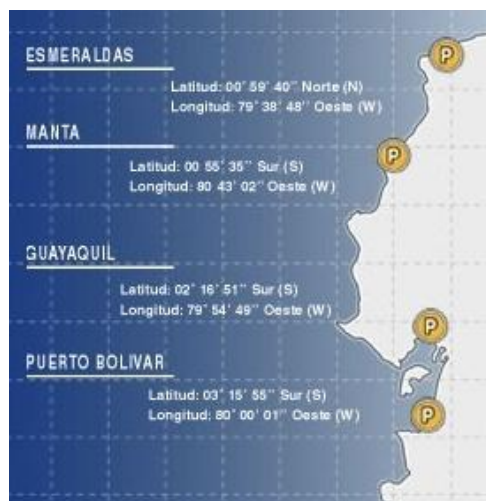 ESMERALDAS
Latitud: 00° 59' 40'' Norte (N)
Longitud: 79° 38' 48'' Oeste (W)
MANTA
Latitud: 00 55' 35'' Sur (S)
Longitud: 80 43' 02'' Oeste (W)
GUAYAQUIL
Latitud: 02° 16' 51'' Sur (S)
Longitud: 79° 54' 49'' Oeste (W)
PUERTO BOLIVAR
Latitud: 03° 15' 55'' Sur (S)
Longitud: 80° 00' 01'' Oeste (W)
P
P
P
P